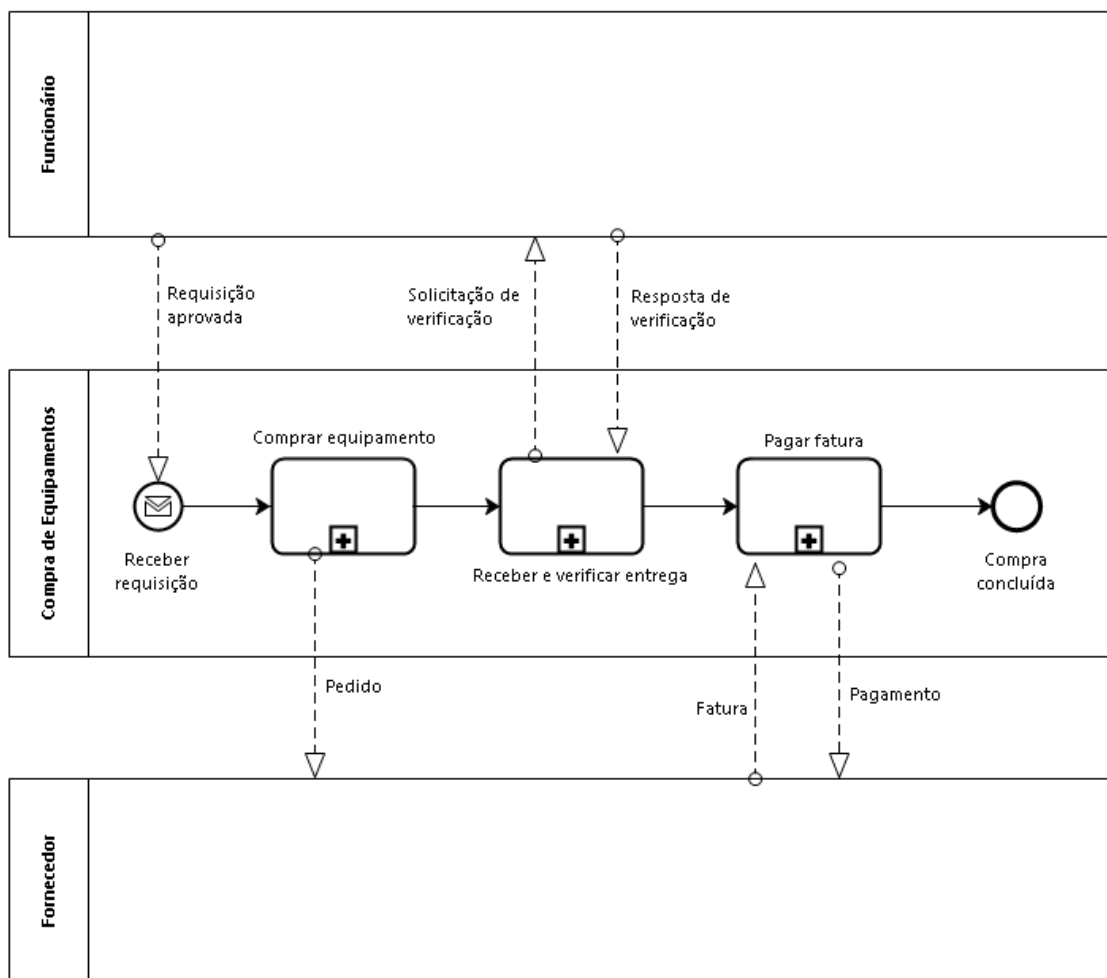 Funcionário
Requisição
aprovada
Solicitação de
verificação
Resposta de
verificação
Compra de Equipamentos
Comprar equipamento
Pagar fatura
Receber
requisição
Receber e verificar entrega
Compra
concluída
Pedido
Fatura
Pagamento
Fornecedor